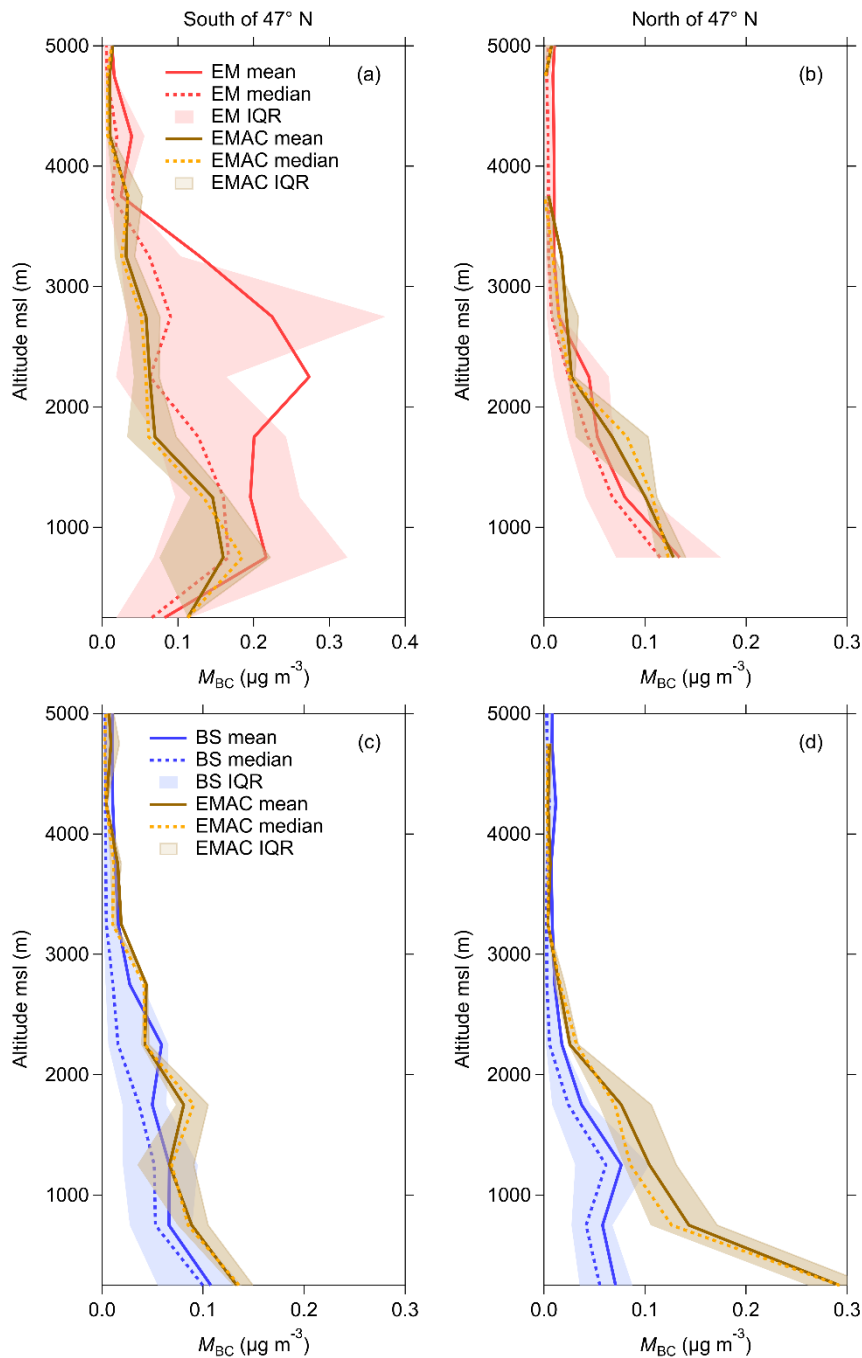 South of 47° N
North of 47° N
5000
4000
3000
2000
1000
Altitude msl (m)
(a)
EM mean
EM median
EM IQR
EMAC mean
EMAC median
EMAC IQR
0.0 0.1 0.2 0.3 0.4
M_BC (µg m⁻³)
5000
4000
3000
2000
1000
Altitude msl (m)
(b)
0.0 0.1 0.2 0.3
M_BC (µg m⁻³)
5000
4000
3000
2000
1000
Altitude msl (m)
(c)
BS mean
BS median
BS IQR
EMAC mean
EMAC median
EMAC IQR
0.0 0.1 0.2 0.3
M_BC (µg m⁻³)
5000
4000
3000
2000
1000
Altitude msl (m)
(d)
0.0 0.1 0.2 0.3
M_BC (µg m⁻³)